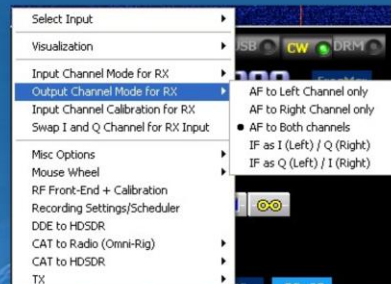 Select Input
Visualization
USB CW DRM
Input Channel Mode for RX
Output Channel Mode for RX
Input Channel Calibration for RX
Swap I and Q Channel for RX Input
AF to Left Channel only
AF to Right Channel only
AF to Both channels
IF as I (Left) / Q (Right)
IF as Q (Left) / I (Right)
Misc Options
Mouse Wheel
RF Front-End + Calibration
Recording Settings/Scheduler
DDE to HDSDR
CAT to Radio (Omni-Rig)
CAT to HDSDR
TX